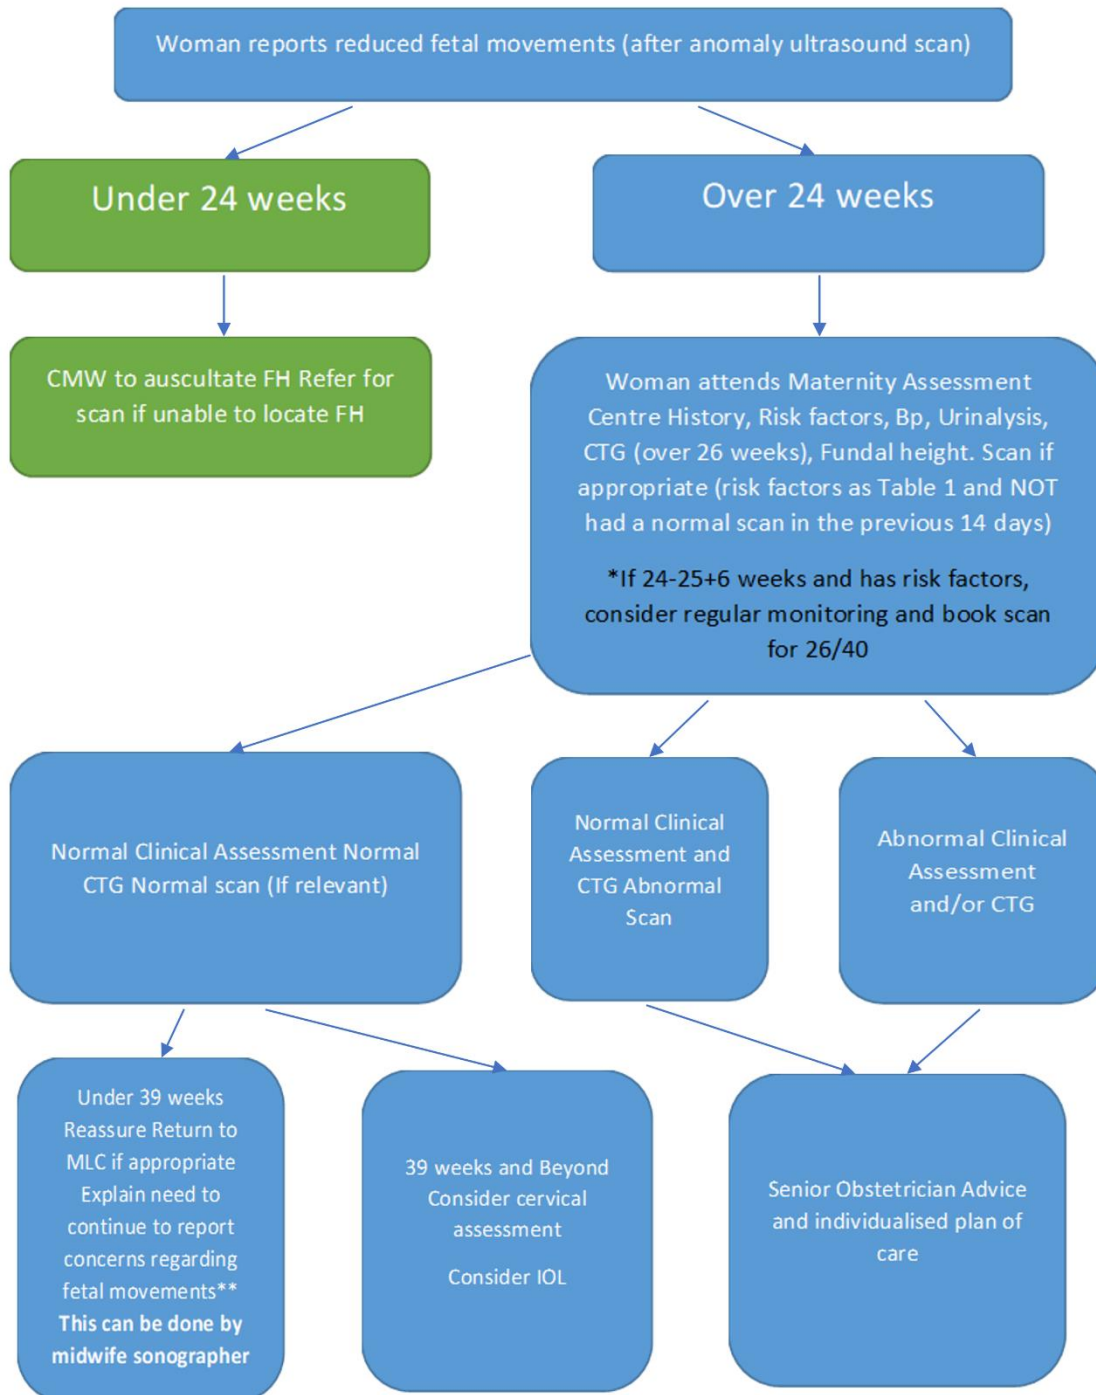 Woman reports reduced fetal movements (after anomaly ultrasound scan)
Under 24 weeks
Over 24 weeks
CMW to auscultate FH Refer for
scan if unable to locate FH
Woman attends Maternity Assessment
Centre History, Risk factors, Bp, Urinalysis,
CTG (over 26 weeks), Fundal height. Scan if
appropriate (risk factors as Table 1 and NOT
had a normal scan in the previous 14 days)
*If 24-25+6 weeks and has risk factors,
consider regular monitoring and book scan
for 26/40
Normal Clinical Assessment Normal
CTG Normal scan (If relevant)
Normal Clinical
Assessment and
CTG Abnormal
Scan
Abnormal Clinical
Assessment
and/or CTG
Under 39 weeks
Reassure Return to
MLC if appropriate
Explain need to
continue to report
concerns regarding
fetal movements**
This can be done by
midwife sonographer
39 weeks and Beyond
Consider cervical
assessment
Consider IOL
Senior Obstetrician Advice
and individualised plan of
care